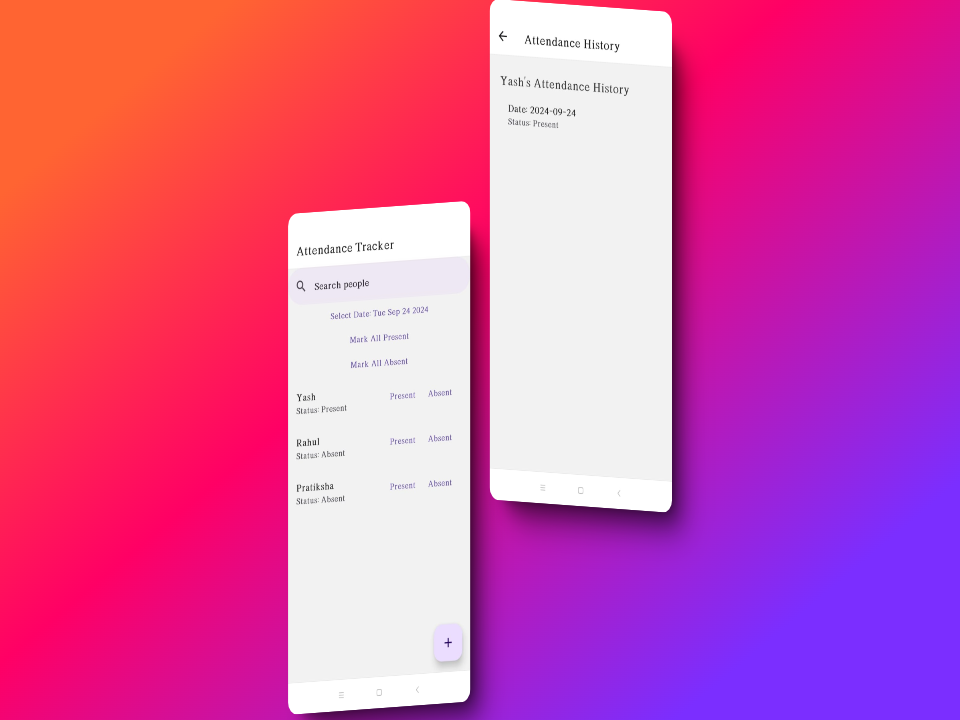 Attendance Tracker
Search people
Select Date: Tue Sep 24 2024
Mark All Present
Mark All Absent
Yash
Status: Present
Present
Absent
Rahul
Status: Absent
Present
Absent
Pratiksha
Status: Absent
Present
Absent
+
Attendance History
Yash's Attendance History
Date: 2024-09-24
Status: Present